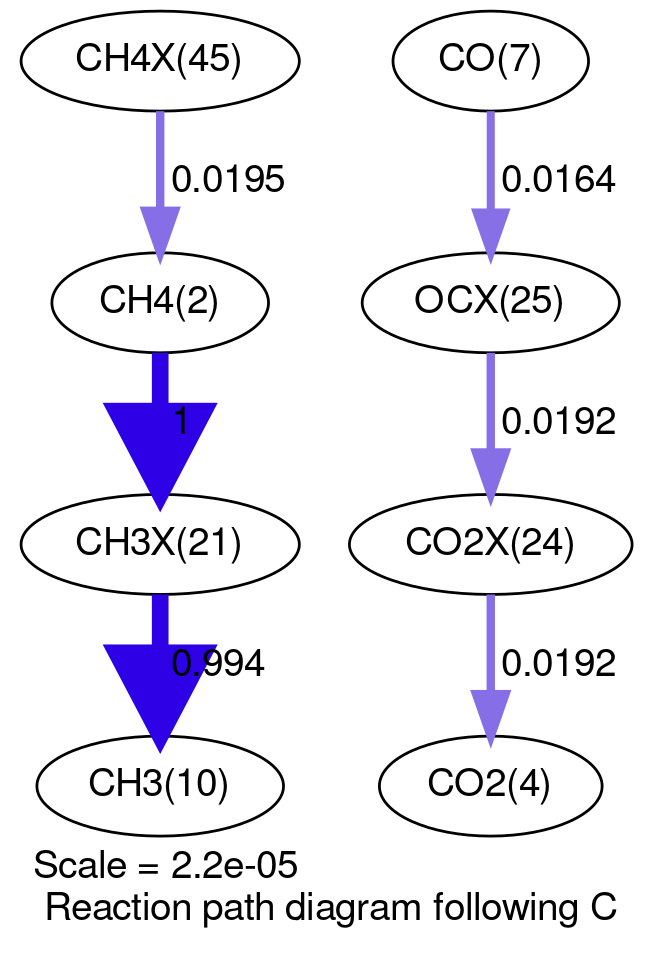 CH4X(45)
CO(7)
0.0195
0.0164
CH4(2)
OCX(25)
1
0.0192
CH3X(21)
CO2X(24)
0.994
0.0192
CH3(10)
CO2(4)
Scale = 2.2e-05
Reaction path diagram following C